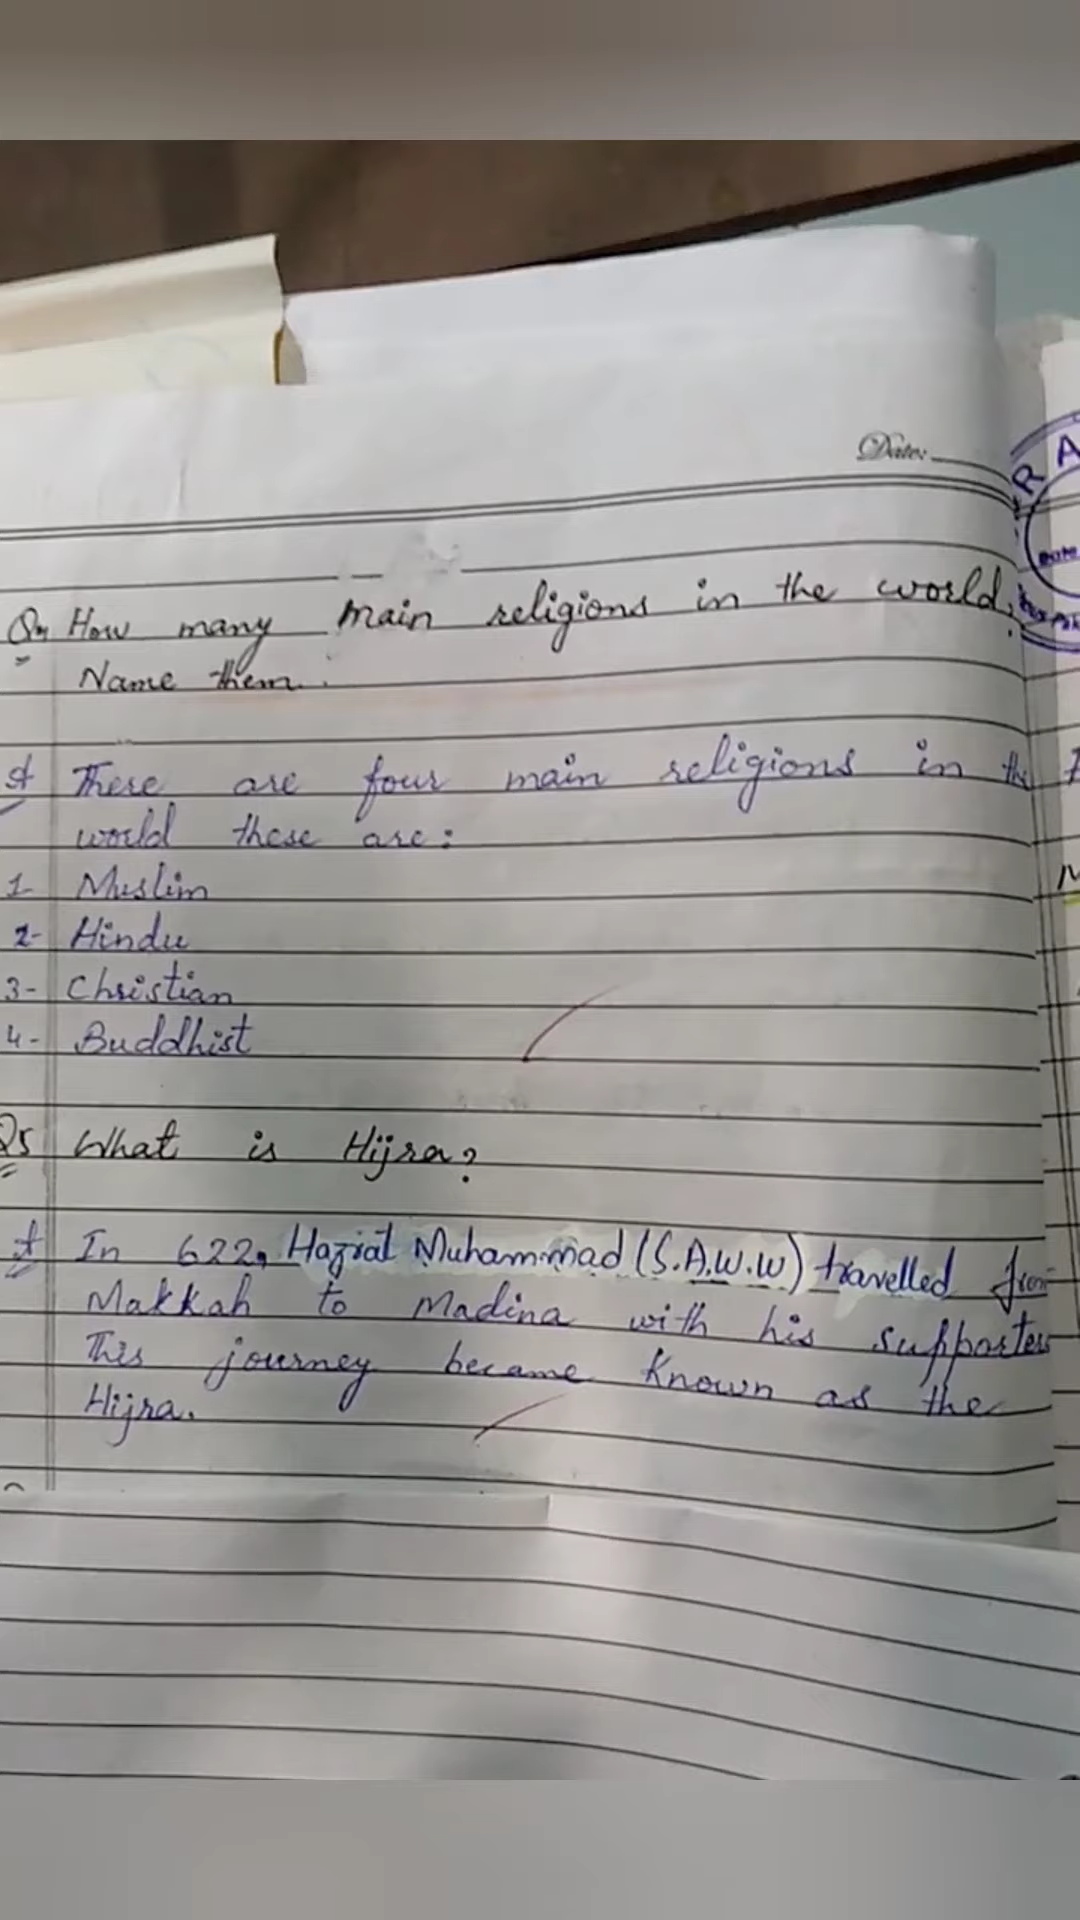 Date:
Q4 How many main religions in the world,
Name them.
There are four main religions in the
world these are:
1 Muslim
2- Hindu
3- Christian
4- Buddhist
Q5 What is Hijra?
In 622, Hazrat Muhammad (S.A.W.W) travelled from
Makkah to Madina with his supporters
This journey became known as the
Hijra.